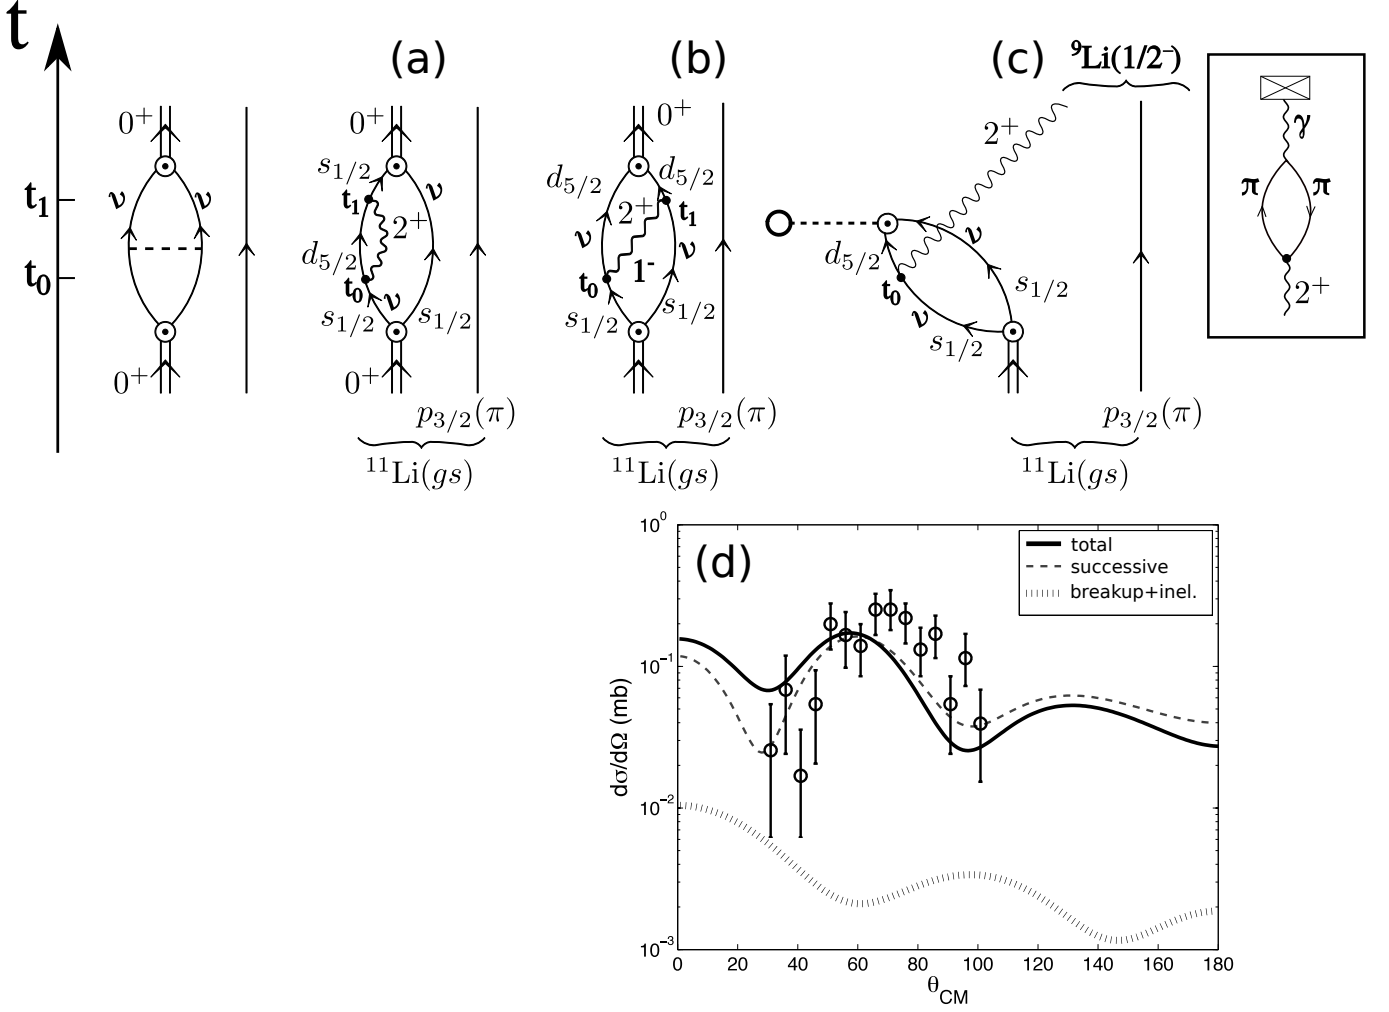 t
t₁
t₀
0⁺
ν ν
0⁺
(a)
0⁺
s₁/₂
ν
t₁
2⁺
d₅/₂
t₀
ν
s₁/₂ s₁/₂
0⁺
p₃/₂(π)
¹¹Li(gs)
(b)
0⁺
d₅/₂ d₅/₂
2⁺ t₁
ν ν
1⁻
t₀
s₁/₂ s₁/₂
p₃/₂(π)
¹¹Li(gs)
(c)
⁹Li(1/2⁻)
2⁺
ν
d₅/₂
t₀
s₁/₂
ν
s₁/₂
p₃/₂(π)
¹¹Li(gs)
γ
π π
2⁺
(d)
total
successive
breakup+inel.
10⁰
10⁻¹
10⁻²
10⁻³
dσ/dΩ (mb)
0 20 40 60 80 100 120 140 160 180
θCM